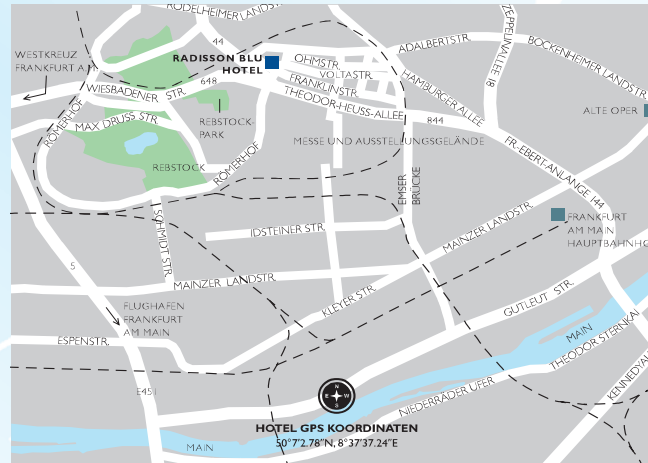 RÖDELHEIMER LANDSTR.
ZEPPELINALLEE 18
WESTKREUZ
FRANKFURT A.M
44
RADISSON BLU
HOTEL
OHMSTR.
VOLTASTR.
ADALBERTSTR.
BOCKENHEIMER LANDSTR.
648
WIESBADENER STR.
FRANKLINSTR.
THEODOR-HEUSS-ALLEE
HAMBURGER ALLEE
844
ALTE OPER
RÖMERHOF
MAX DRUSS STR.
REBSTOCK-
PARK
MESSE UND AUSSTELLUNGSGELÄNDE
FR.-EBERT-ANLANGE 144
REBSTOCK
RÖMERHOF
EMSER
BRÜCKE
SCHMIDT STR.
IDSTEINER STR.
MAINZER LANDSTR.
FRANKFURT
AM MAIN
HAUPTBAHNHO
5
MAINZER LANDSTR.
KLEYER STR.
GUTLEUT STR.
FLUGHAFEN
FRANKFURT
AM MAIN
ESPENSTR.
MAIN
THEODOR STERNKAI
E451
NIEDERRÄDER UFER
KENNEDYAL
N
E W
S
HOTEL GPS KOORDINATEN
50°7'2.78"N, 8°37'37.24"E
MAIN